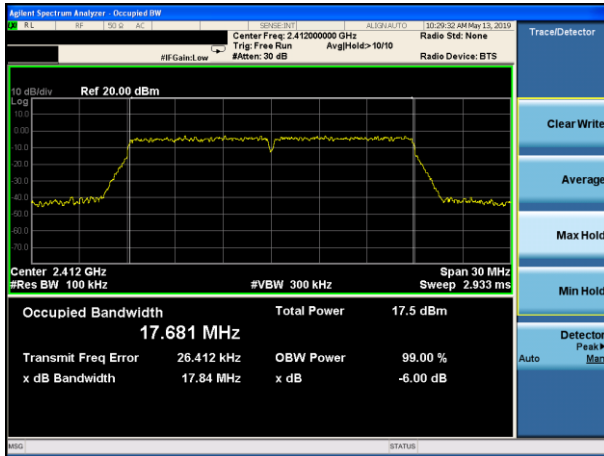 Agilent Spectrum Analyzer - Occupied BW
RL RF 50 Ω AC SENSE:INT ALIGNAUTO 10:29:32 AM May 13, 2019
Center Freq: 2.412000000 GHz Radio Std: None
Trig: Free Run Avg|Hold:>10/10
#IFGain:Low #Atten: 30 dB Radio Device: BTS
Trace/Detector
10 dB/div Ref 20.00 dBm
Log
10.0
0.00
-10.0
-20.0
-30.0
-40.0
-50.0
-60.0
-70.0
Center 2.412 GHz Span 30 MHz
#Res BW 100 kHz #VBW 300 kHz Sweep 2.933 ms
Occupied Bandwidth Total Power 17.5 dBm
17.681 MHz
Transmit Freq Error 26.412 kHz OBW Power 99.00 %
x dB Bandwidth 17.84 MHz x dB -6.00 dB
Clear Write
Average
Max Hold
Min Hold
Detector
Peak
Auto Man
MSG STATUS